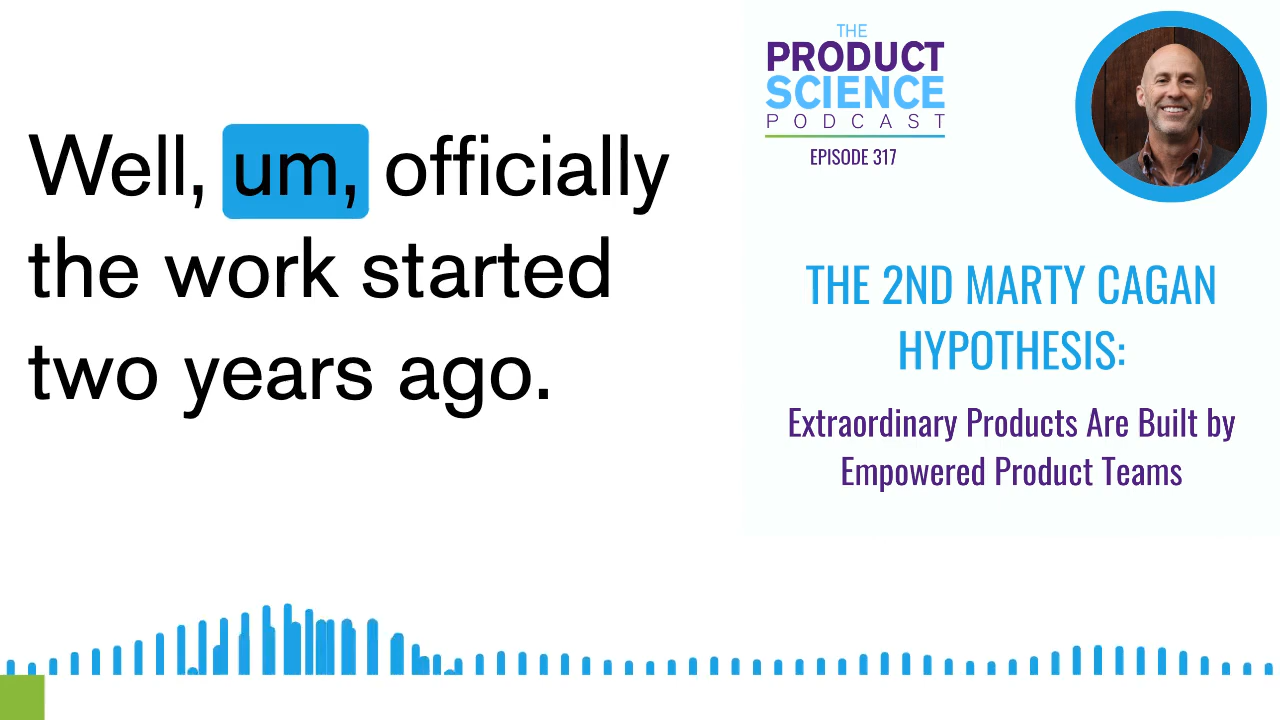 Well, um, officially
the work started
two years ago.
THE
PRODUCT
SCIENCE
PODCAST
EPISODE 317
THE 2ND MARTY CAGAN
HYPOTHESIS:
Extraordinary Products Are Built by
Empowered Product Teams